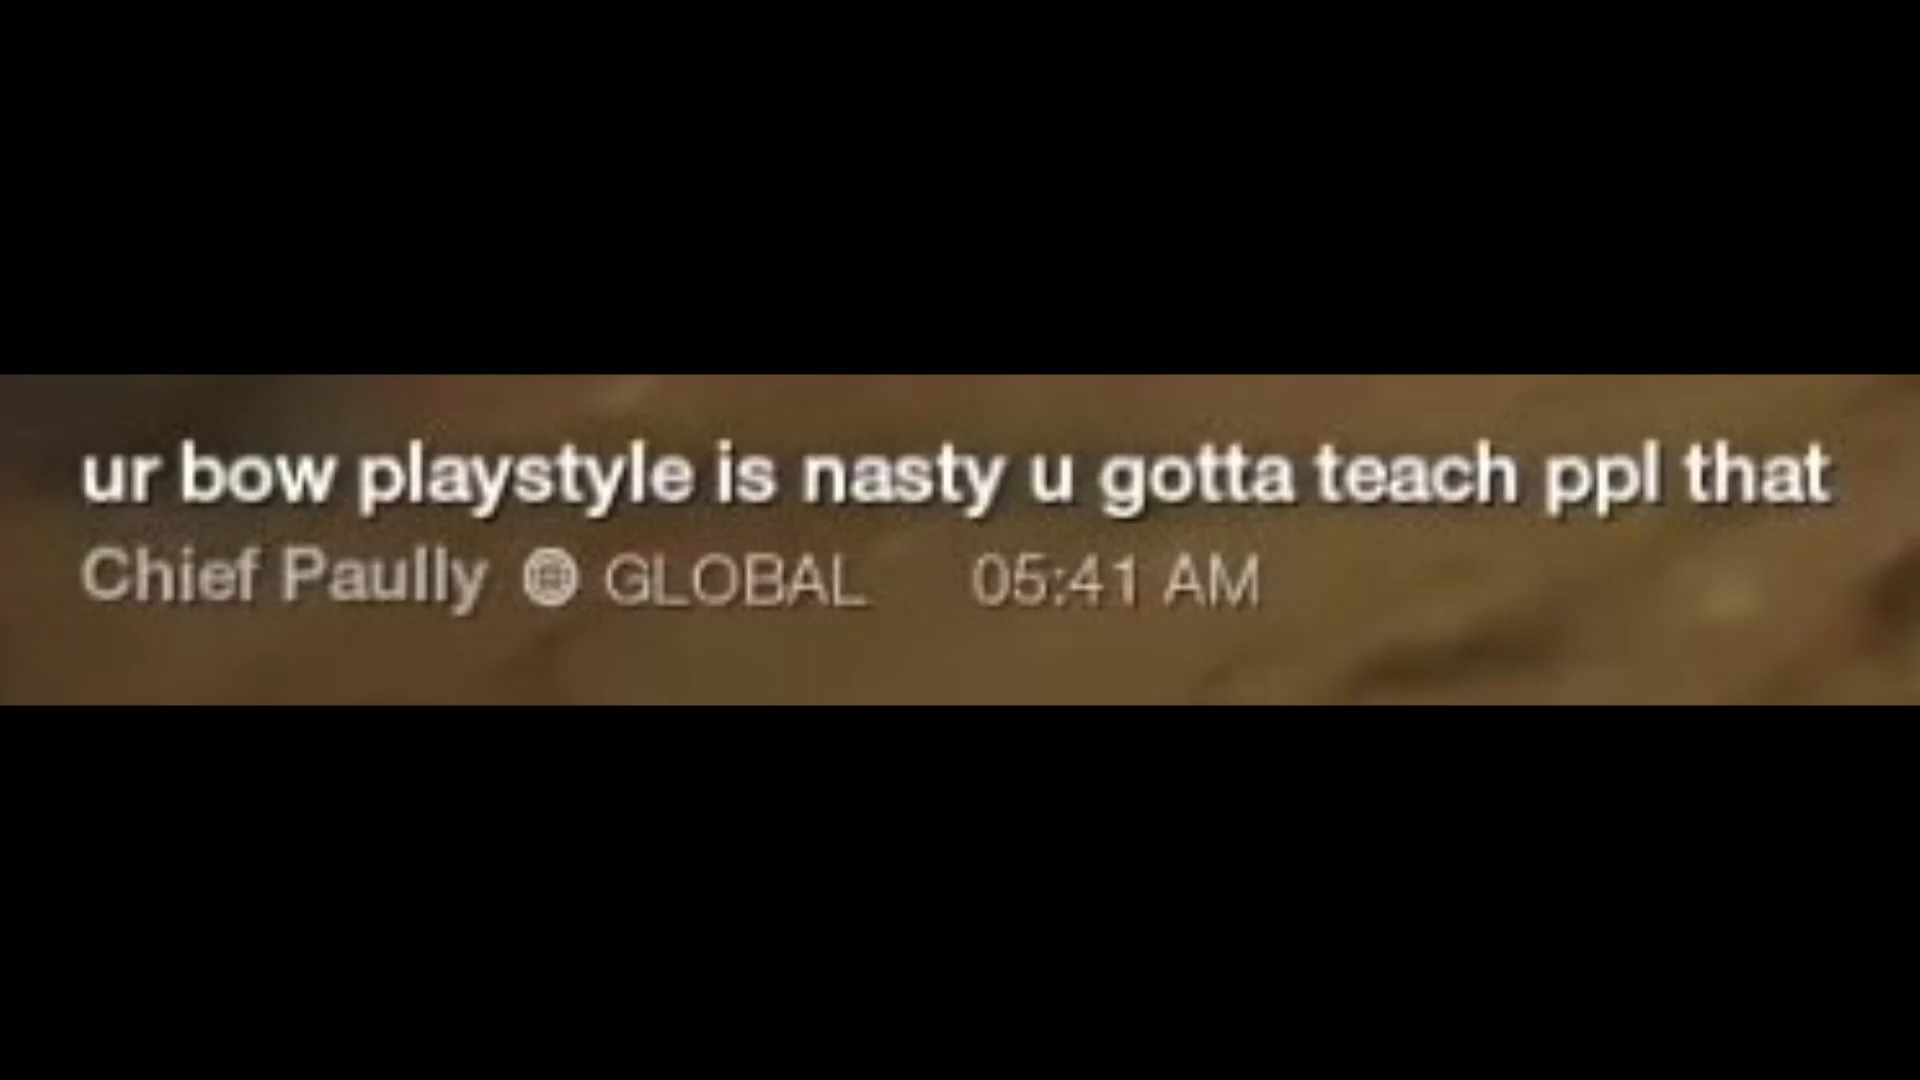 ur bow playstyle is nasty u gotta teach ppl that
Chief Paully GLOBAL 05:41 AM